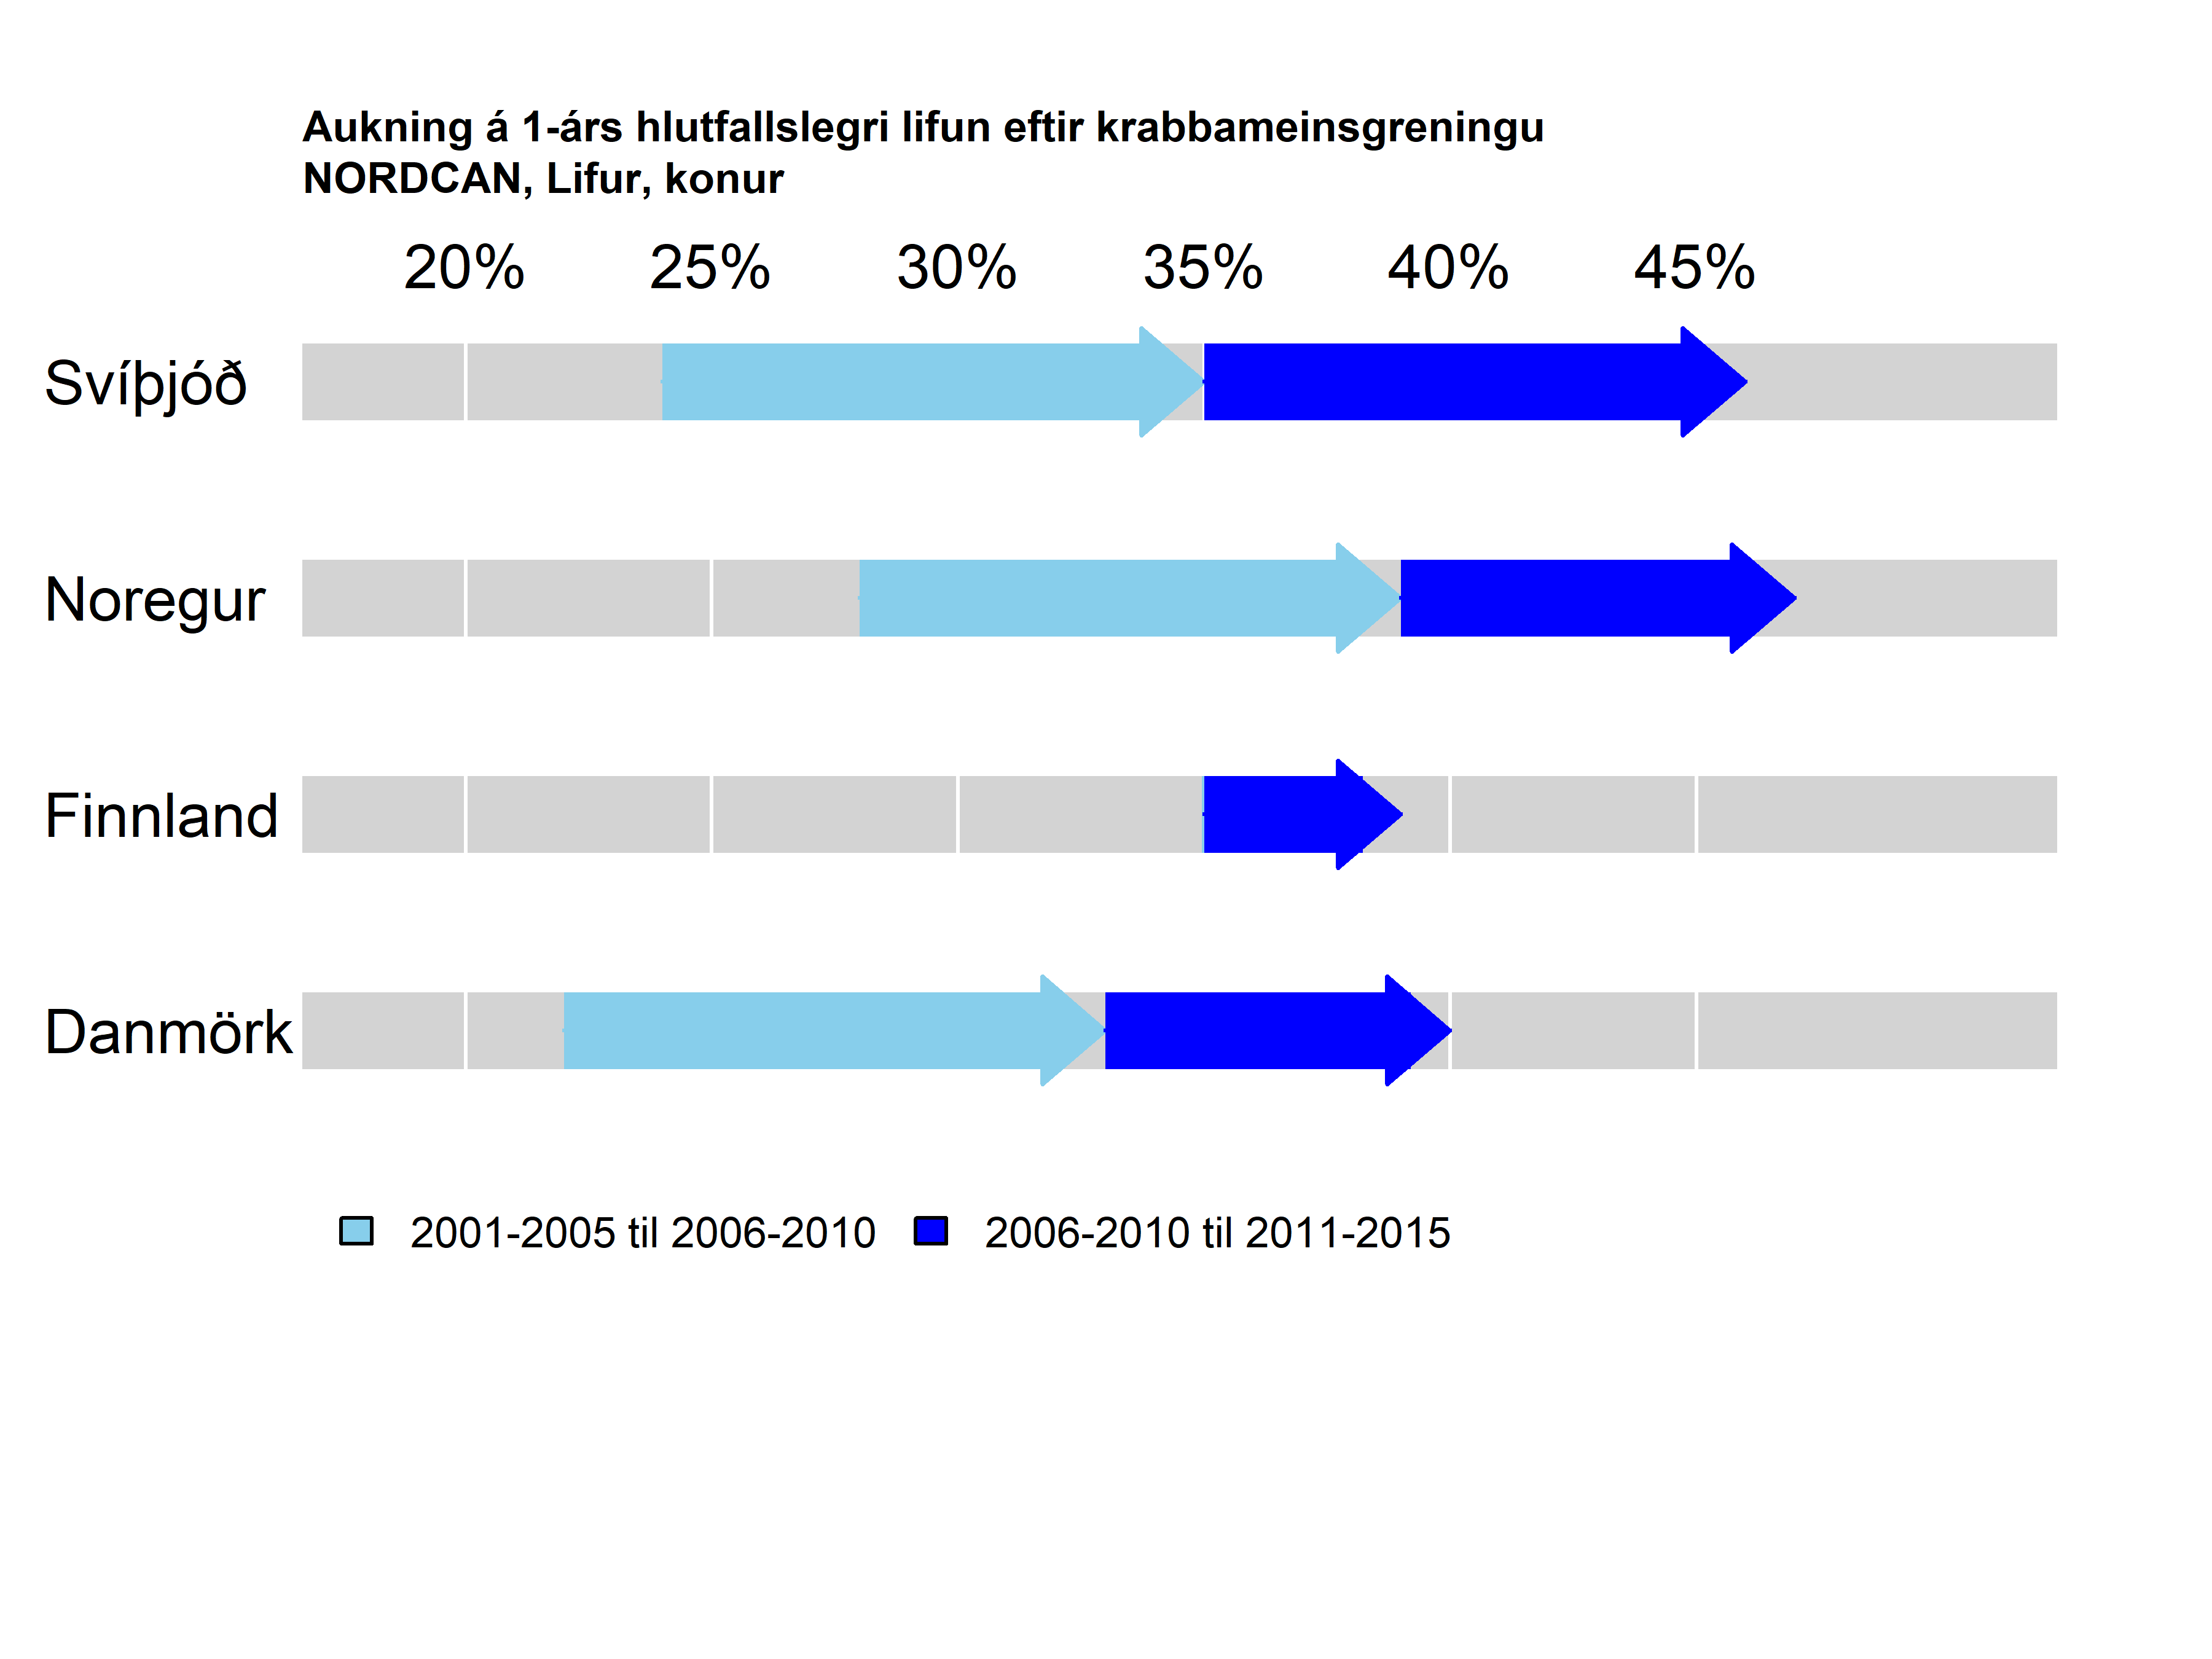 Aukning á 1-árs hlutfallslegri lifun eftir krabbameinsgreningu
NORDCAN, Lifur, konur
20% 25% 30% 35% 40% 45%
Svíþjóð
Noregur
Finnland
Danmörk
2001-2005 til 2006-2010 2006-2010 til 2011-2015